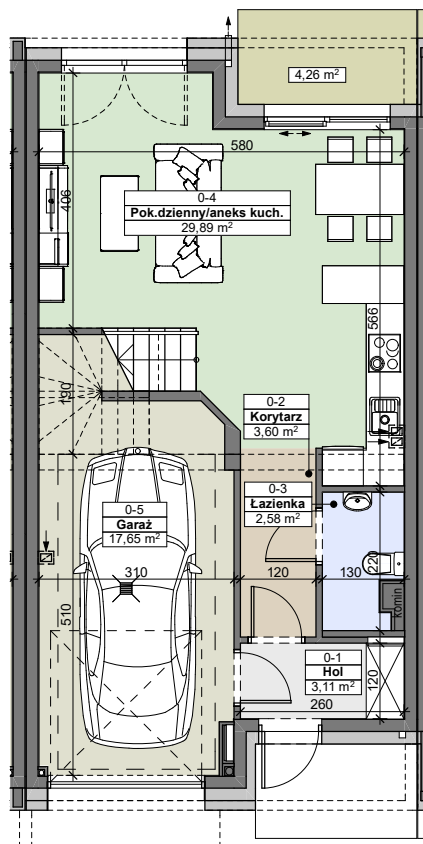 4,26 m²
580
406
0-4
Pok.dzienny/aneks kuch.
29,89 m²
566
190
0-2
Korytarz
3,60 m²
0-3
Łazienka
2,58 m²
0-5
Garaż
17,65 m²
220
310
120
130
510
komin
0-1
Hol
3,11 m²
120
260